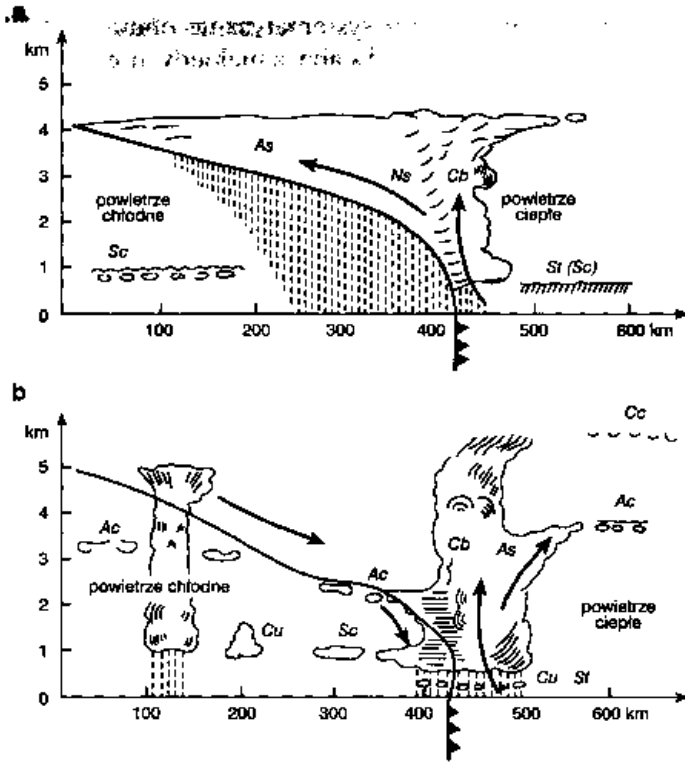 a
km
5
4
As
3
Ns
Cb
powietrze
chłodne
powietrze
ciepłe
2
Sc
1
St (Sc)
0
100
200
300
400
500
600 km
b
Cc
km
5
Ac
4
Ac
Cb
As
3
powietrze chłodne
Ac
2
powietrze
ciepłe
Cu
Sc
1
Cu
St
0
100
200
300
400
500
600 km